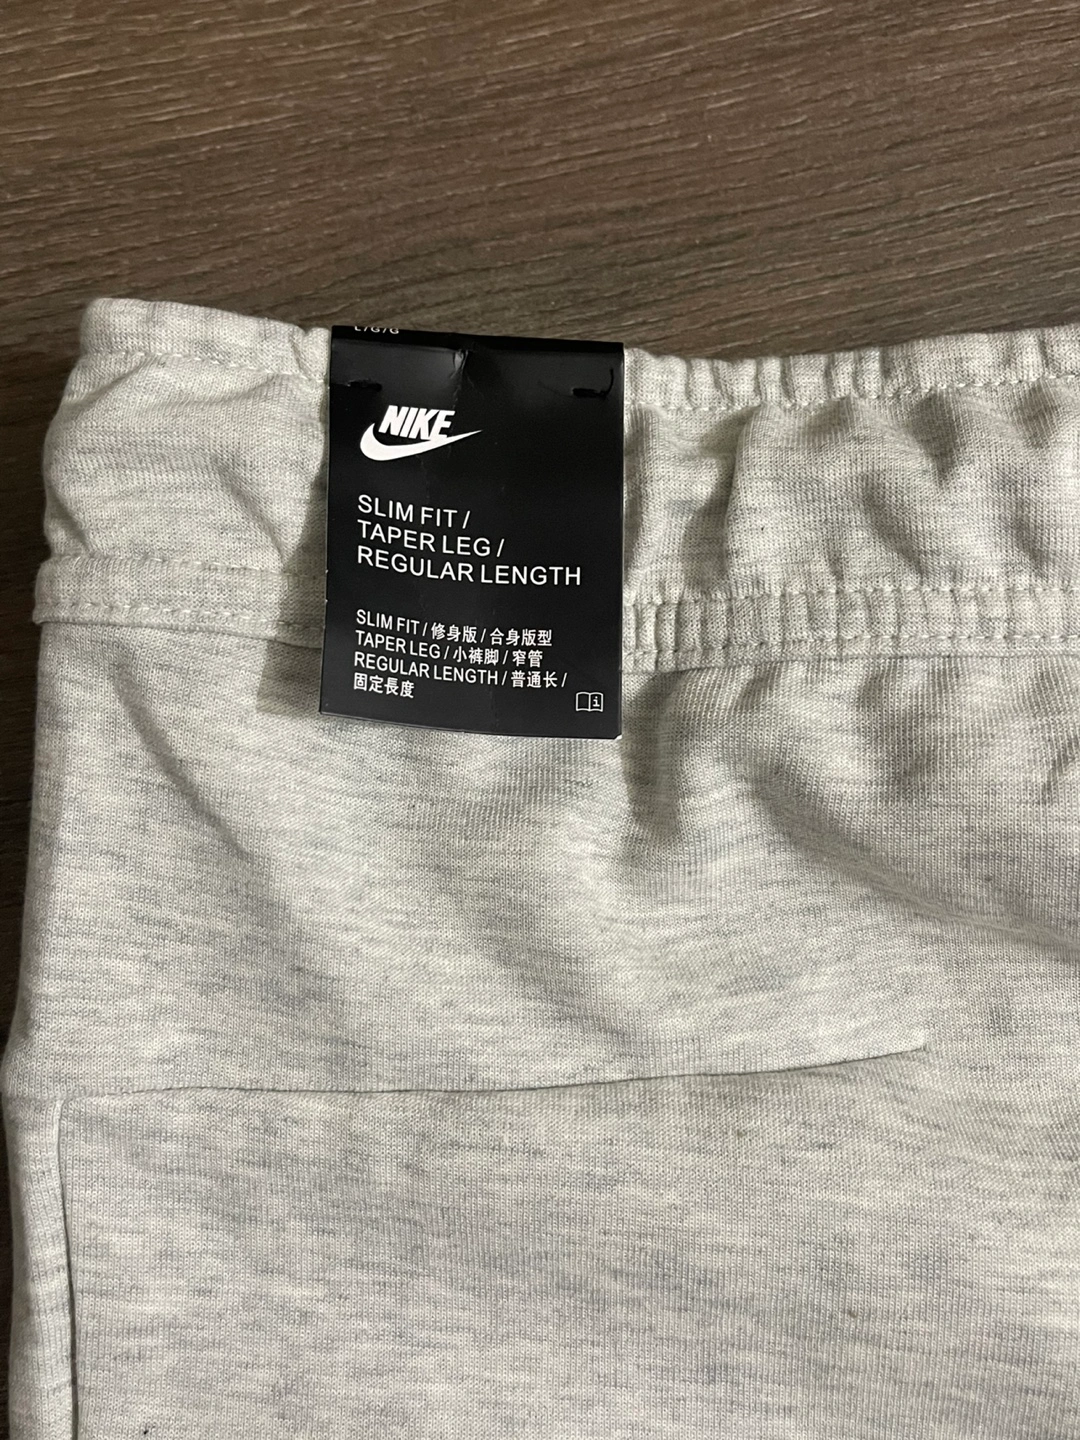 L/G/G
NIKE
SLIM FIT /
TAPER LEG /
REGULAR LENGTH
SLIM FIT / 修身版 / 合身版型
TAPER LEG / 小裤脚 / 窄管
REGULAR LENGTH / 普通长 /
固定長度
i